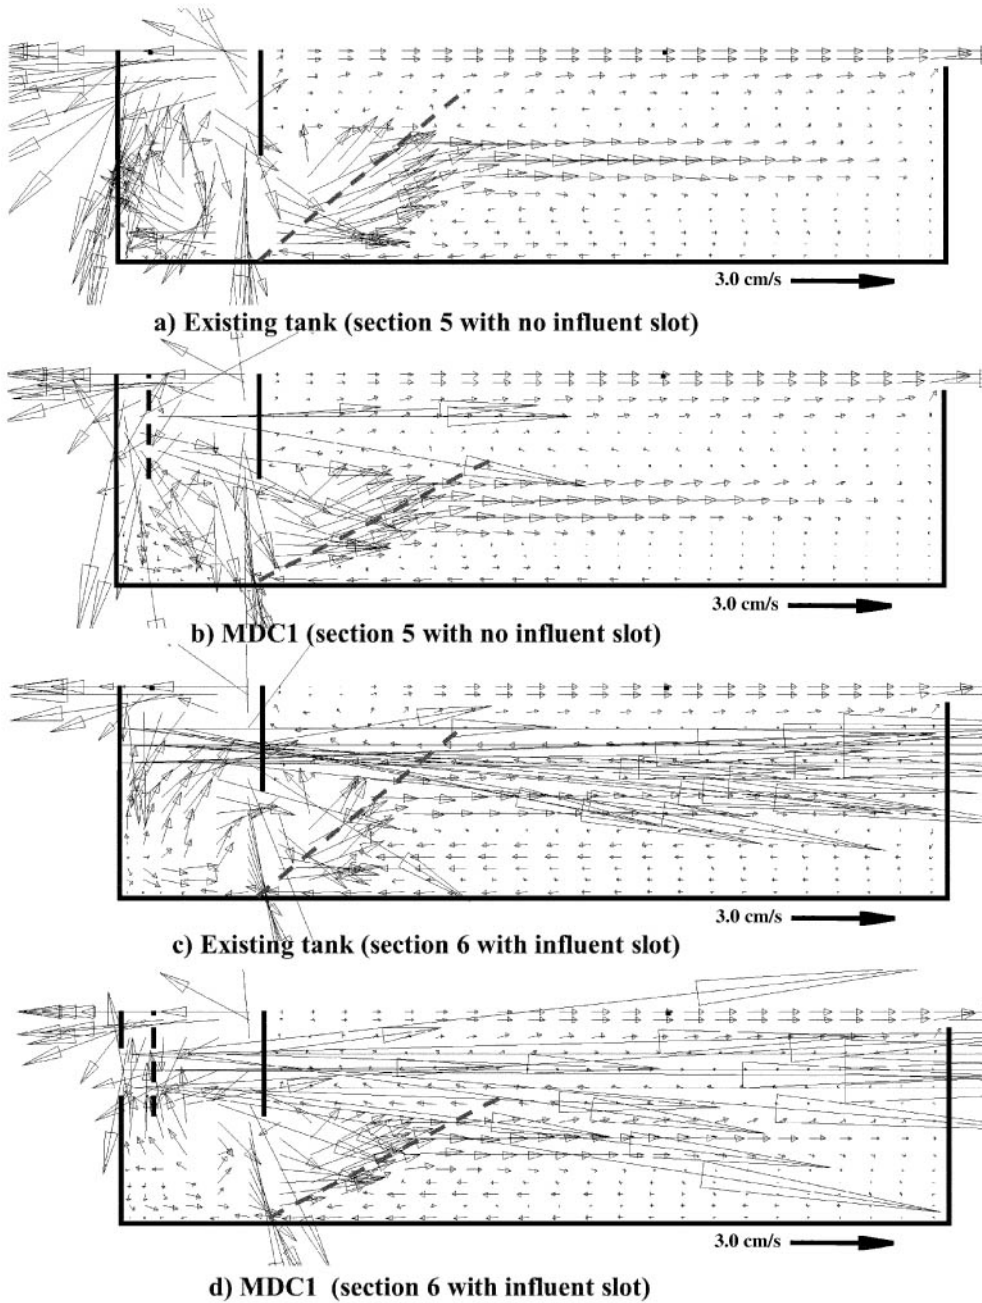 3.0 cm/s
a) Existing tank (section 5 with no influent slot)
3.0 cm/s
b) MDC1 (section 5 with no influent slot)
3.0 cm/s
c) Existing tank (section 6 with influent slot)
3.0 cm/s
d) MDC1 (section 6 with influent slot)